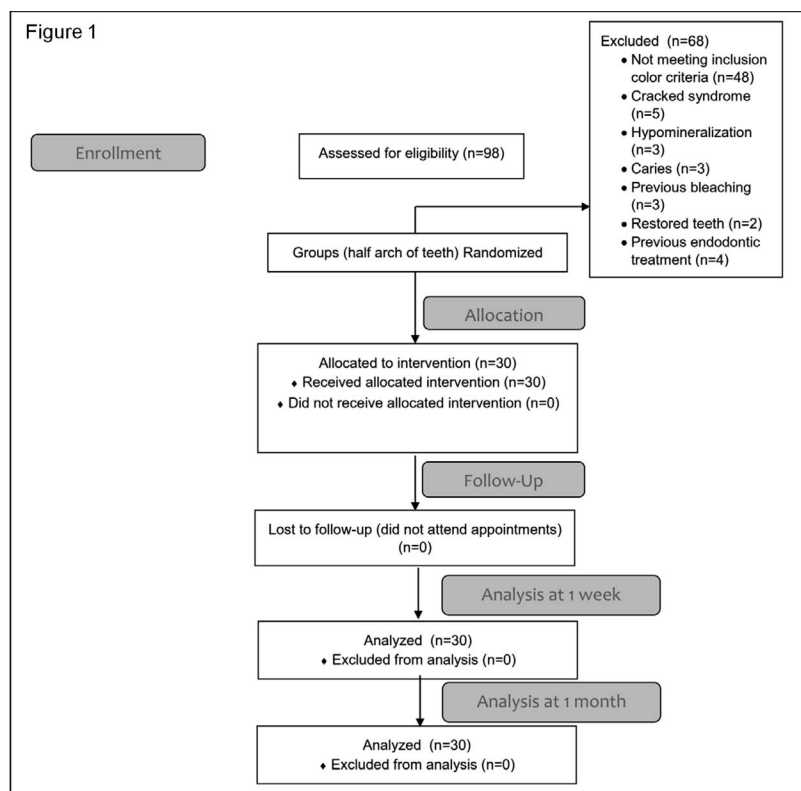 Figure 1
Enrollment
Assessed for eligibility (n=98)
Excluded (n=68)
• Not meeting inclusion
color criteria (n=48)
• Cracked syndrome
(n=5)
• Hypomineralization
(n=3)
• Caries (n=3)
• Previous bleaching
(n=3)
• Restored teeth (n=2)
• Previous endodontic
treatment (n=4)
Groups (half arch of teeth) Randomized
Allocation
Allocated to intervention (n=30)
♦ Received allocated intervention (n=30)
♦ Did not receive allocated intervention (n=0)
Follow-Up
Lost to follow-up (did not attend appointments)
(n=0)
Analysis at 1 week
Analyzed (n=30)
♦ Excluded from analysis (n=0)
Analysis at 1 month
Analyzed (n=30)
♦ Excluded from analysis (n=0)